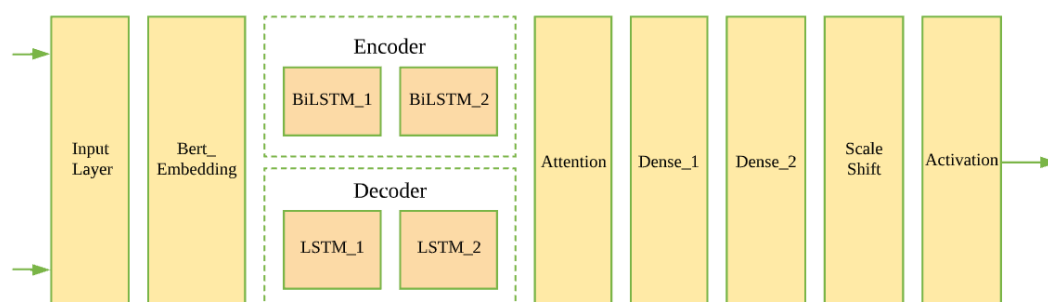 Input
Layer
Bert_
Embedding
Encoder
BiLSTM_1
BiLSTM_2
Decoder
LSTM_1
LSTM_2
Attention
Dense_1
Dense_2
Scale
Shift
Activation